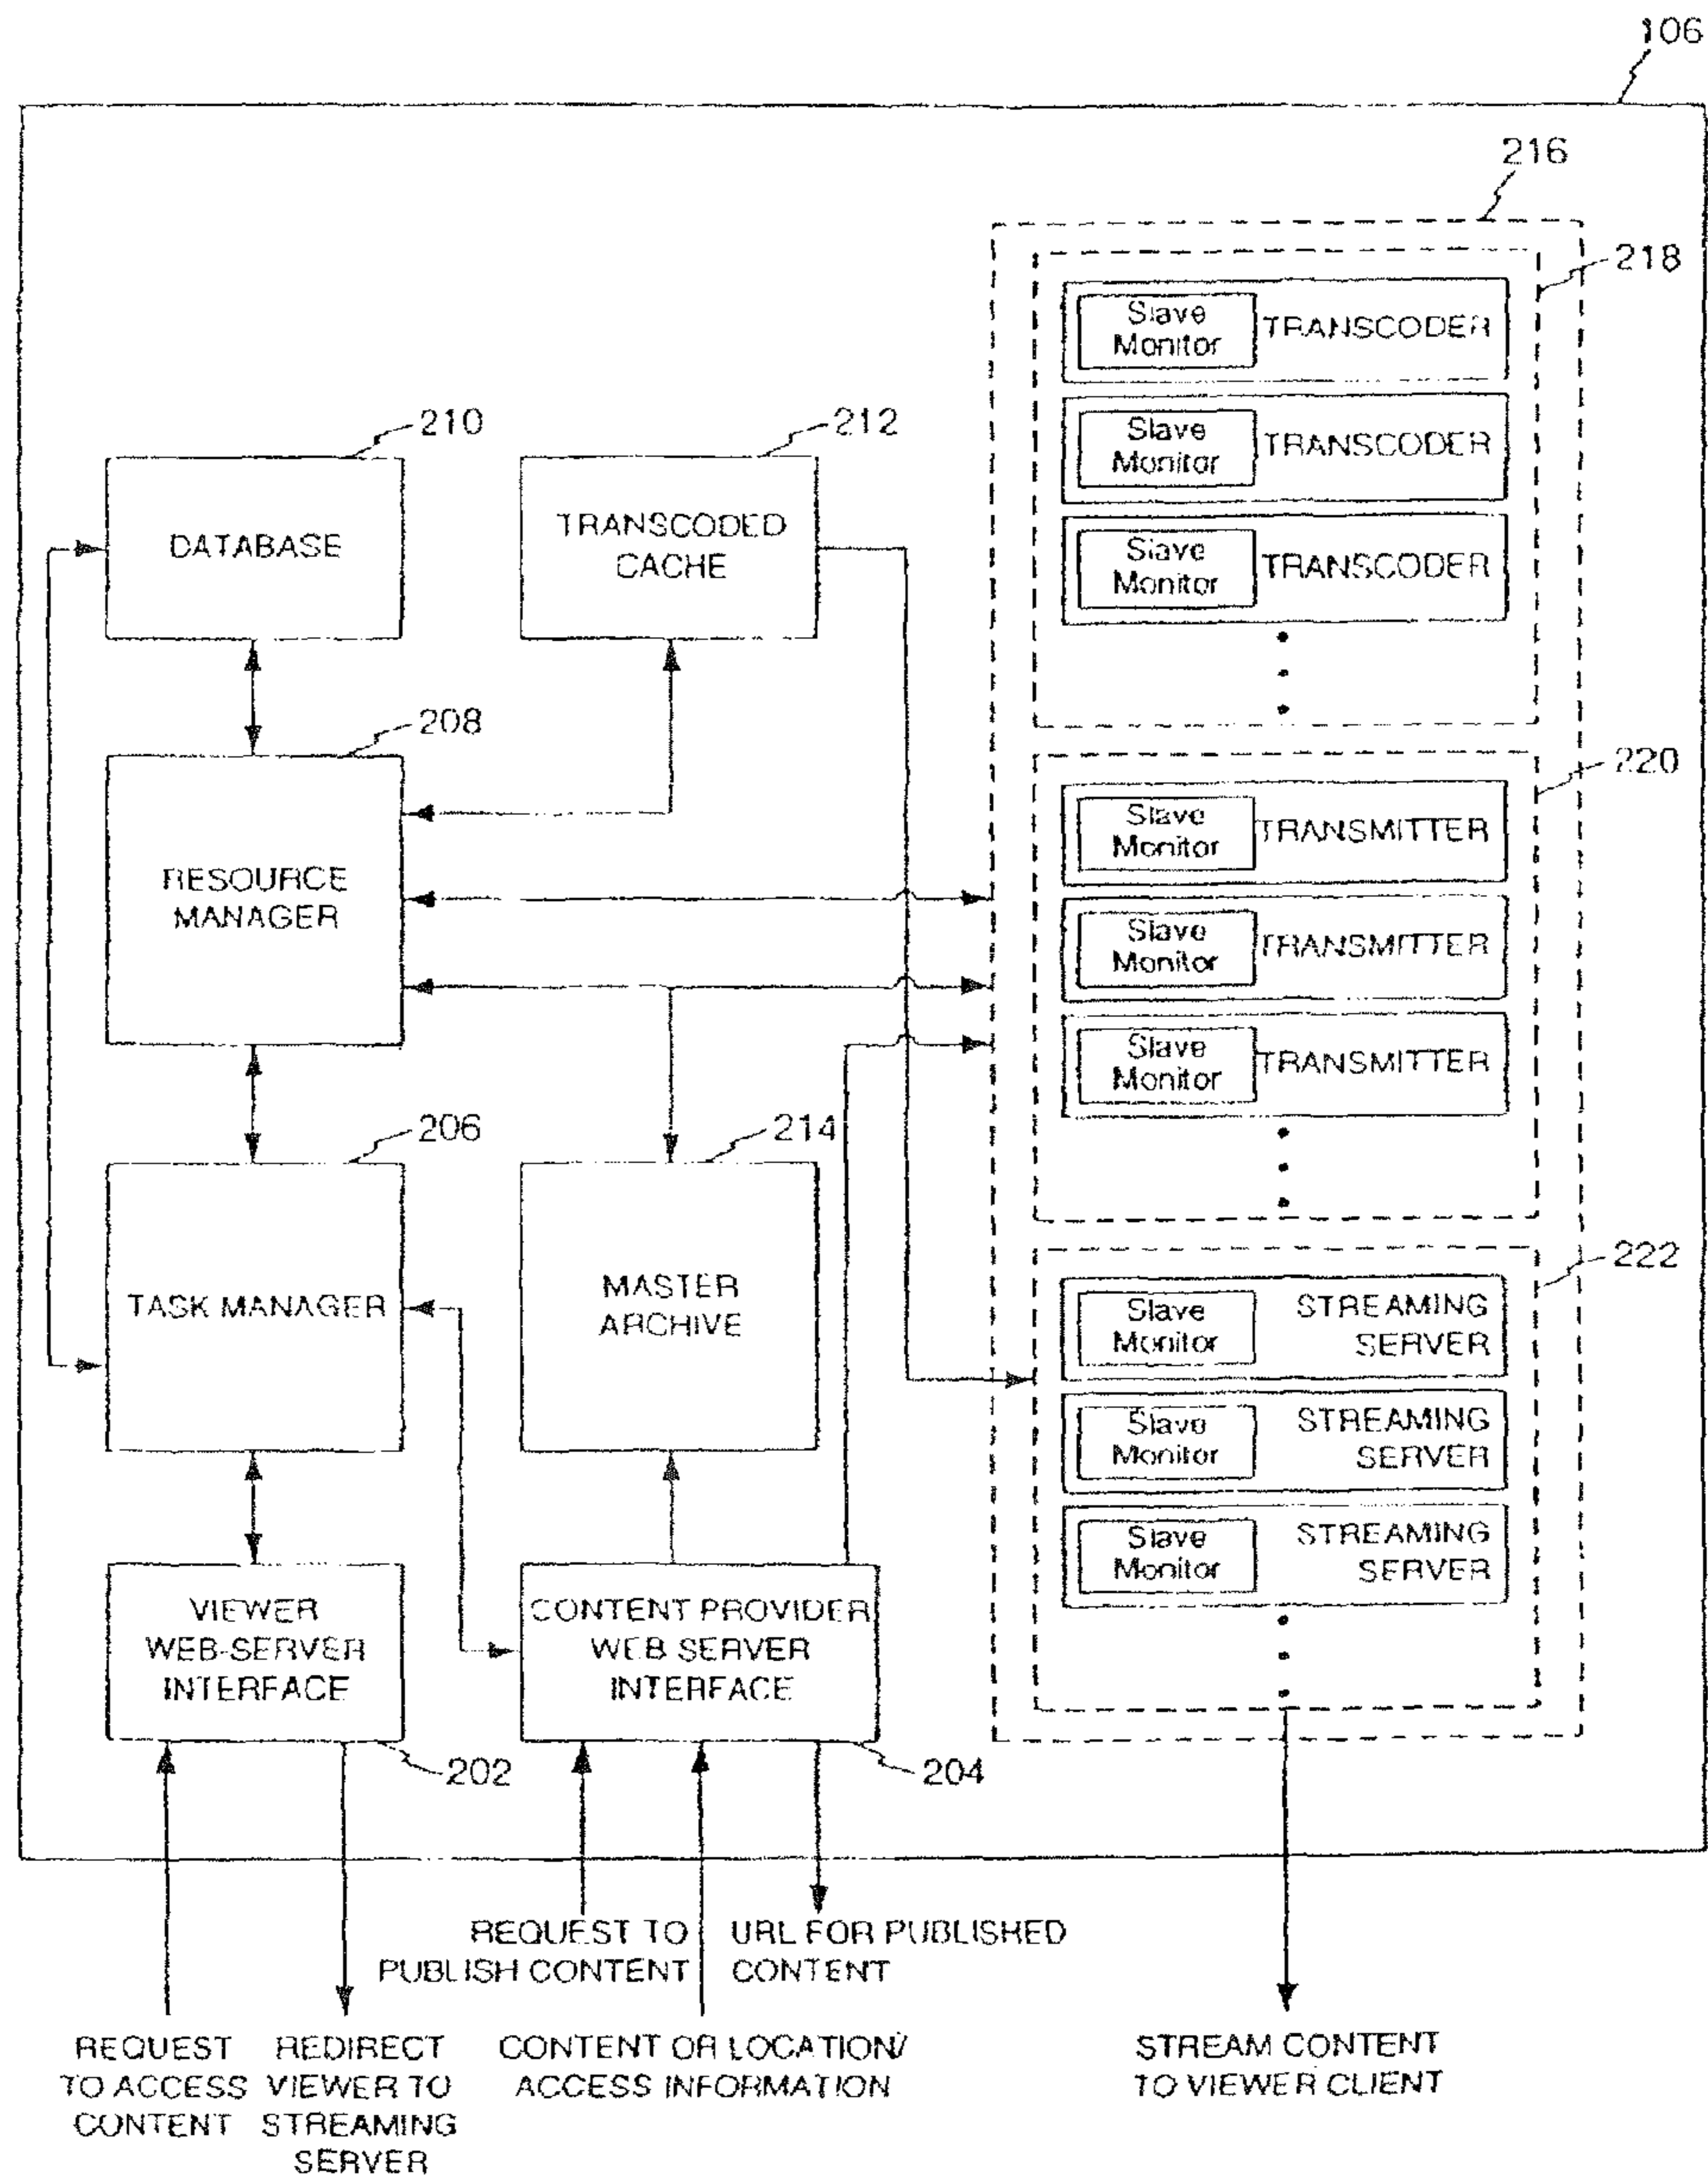 106
216
218
Slave
Monitor
TRANSCODER
Slave
Monitor
TRANSCODER
Slave
Monitor
TRANSCODER
210
DATABASE
212
TRANSCODED
CACHE
208
RESOURCE
MANAGER
220
Slave
Monitor
TRANSMITTER
Slave
Monitor
TRANSMITTER
Slave
Monitor
TRANSMITTER
206
TASK MANAGER
214
MASTER
ARCHIVE
222
Slave
Monitor
STREAMING
SERVER
Slave
Monitor
STREAMING
SERVER
Slave
Monitor
STREAMING
SERVER
VIEWER
WEB-SERVER
INTERFACE
202
CONTENT PROVIDER
WEB SERVER
INTERFACE
204
REQUEST TO
PUBLISH CONTENT
URL FOR PUBLISHED
CONTENT
REQUEST
TO ACCESS
CONTENT
REDIRECT
VIEWER TO
STREAMING
SERVER
CONTENT OR LOCATION/
ACCESS INFORMATION
STREAM CONTENT
TO VIEWER CLIENT